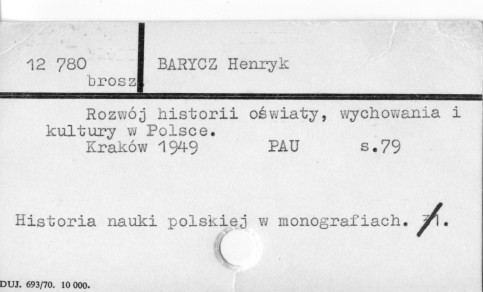 12 780
BARYCZ Henryk
brosz.
Rozwój historii oświaty, wychowania i
kultury w Polsce.
Kraków 1949 PAU s.79
Historia nauki polskiej w monografiach. 1.
DUJ. 693/70. 10 000.